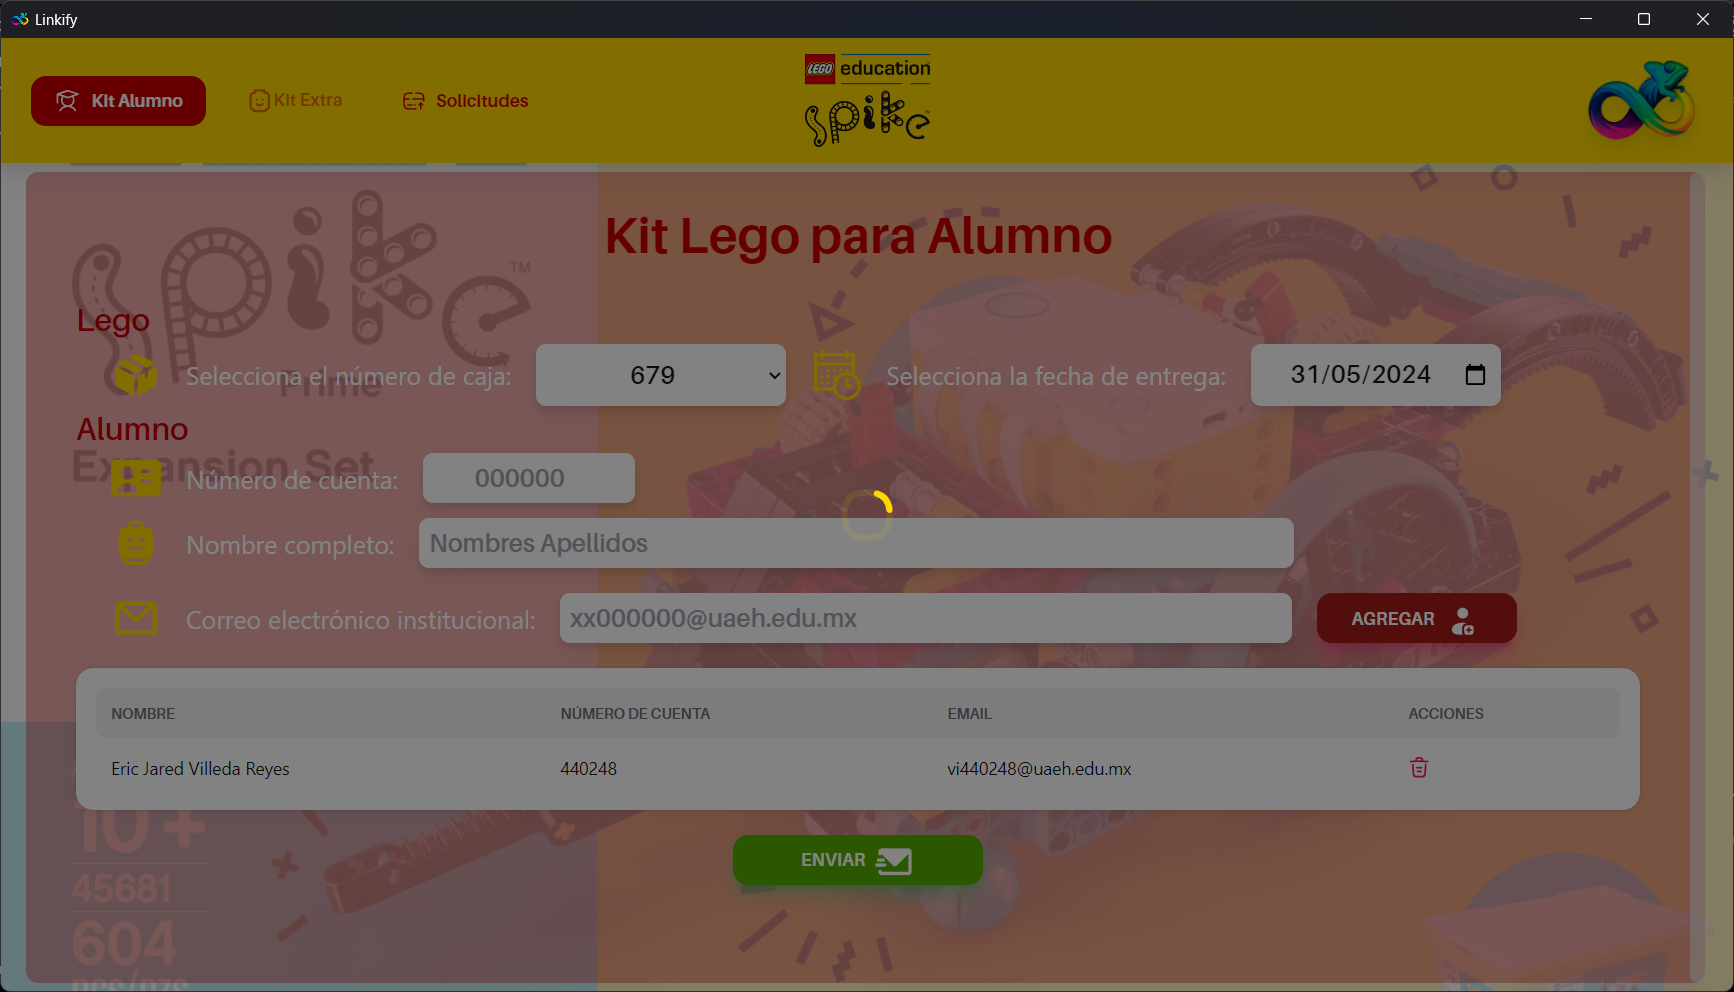 Linkify
Kit Alumno
Kit Extra
Solicitudes
LEGO education
spike™
spike™
Prime
Expansion Set
Kit Lego para Alumno
Lego
Selecciona el número de caja:
679
Selecciona la fecha de entrega:
31/05/2024
Alumno
Número de cuenta:
000000
Nombre completo:
Nombres Apellidos
Correo electrónico institucional:
xx000000@uaeh.edu.mx
AGREGAR
NOMBRE NÚMERO DE CUENTA EMAIL ACCIONES
Eric Jared Villeda Reyes 440248 vi440248@uaeh.edu.mx
ENVIAR
10+
45681
604
pcs/pzs